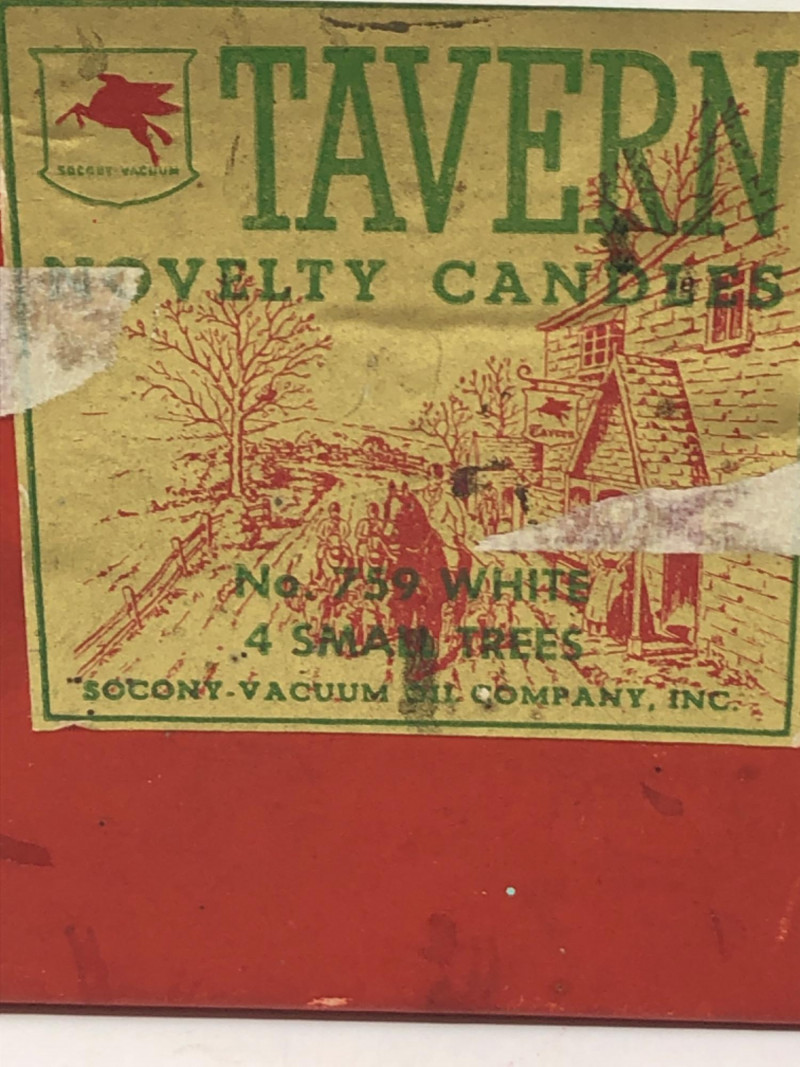 TAVERN
SOCONY-VACUUM
NOVELTY CANDLES
Tavern
No. 759 WHITE
4 SMALL TREES
SOCONY-VACUUM OIL COMPANY, INC.